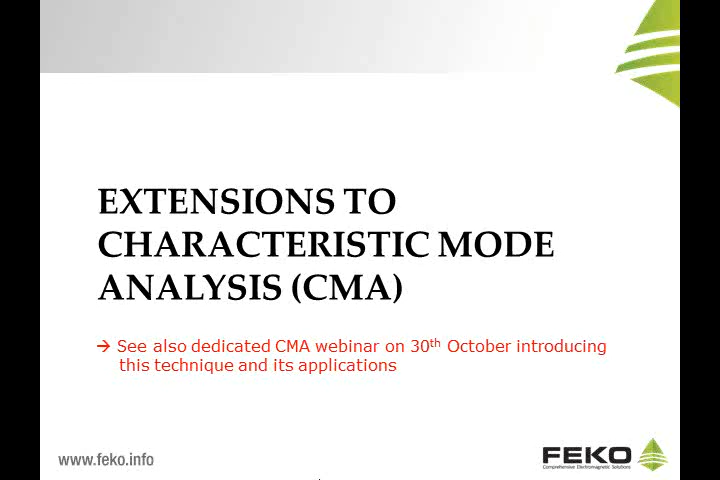 EXTENSIONS TO
CHARACTERISTIC MODE
ANALYSIS (CMA)
→ See also dedicated CMA webinar on 30th October introducing
this technique and its applications
www.feko.info
FEKO
Comprehensive Electromagnetic Solutions